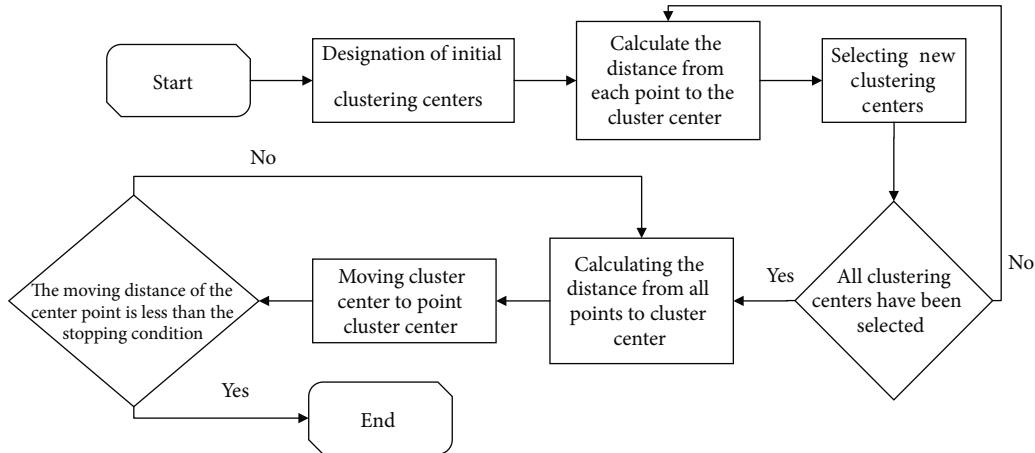 Start
Designation of initial
clustering centers
Calculate the
distance from
each point to the
cluster center
Selecting new
clustering
centers
No
All clustering
centers have been
selected
Yes
Calculating the
distance from all
points to cluster
center
Moving cluster
center to point
cluster center
The moving distance of the
center point is less than the
stopping condition
No
Yes
End